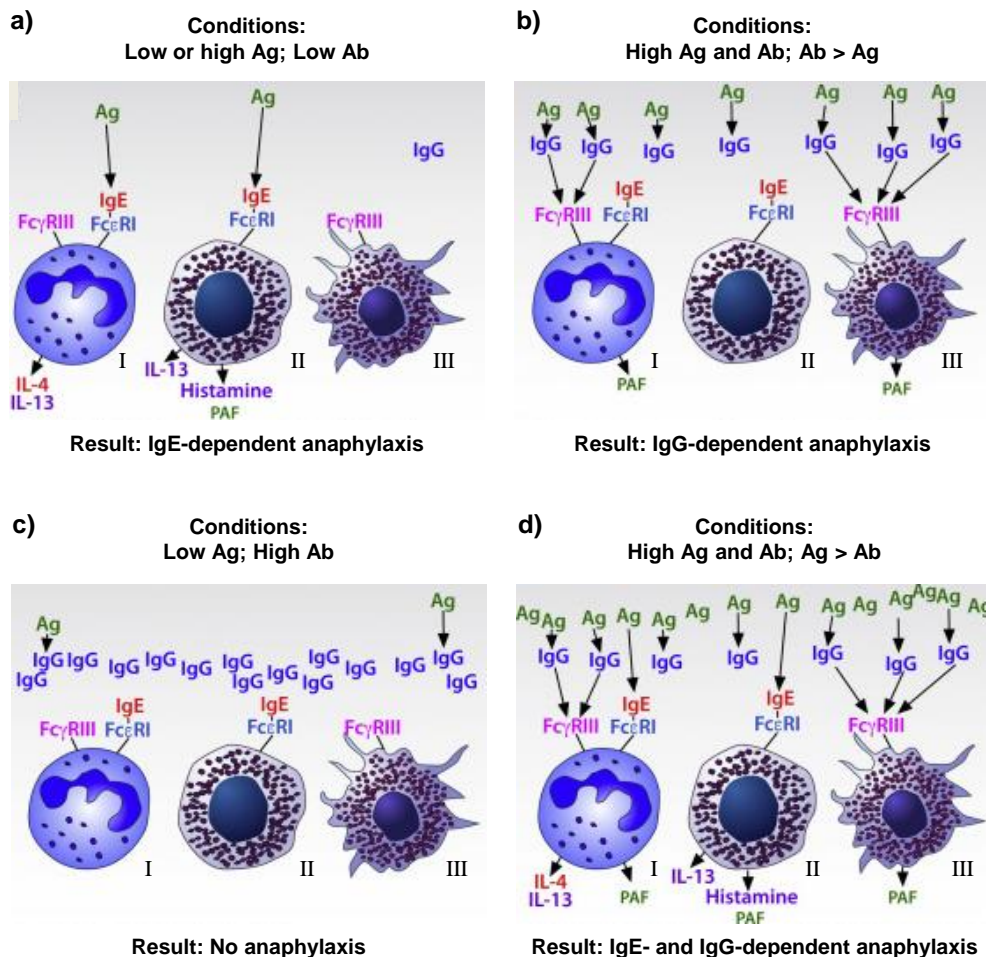 a)
Conditions:
Low or high Ag; Low Ab
Ag
Ag
IgG
IgE
IgE
FcγRIII
FcεRI
FcεRI
FcγRIII
I
II
III
IL-4
IL-13
IL-13
Histamine
PAF
Result: IgE-dependent anaphylaxis
b)
Conditions:
High Ag and Ab; Ab > Ag
Ag Ag Ag Ag Ag Ag Ag
IgG IgG IgG IgG IgG IgG IgG
IgE
IgE
FcγRIII
FcεRI
FcεRI
FcγRIII
I
II
III
PAF
PAF
Result: IgG-dependent anaphylaxis
c)
Conditions:
Low Ag; High Ab
Ag
Ag
IgG IgG IgG IgG IgG IgG IgG IgG IgG IgG IgG
IgG IgG IgG IgG
IgE
IgE
FcγRIII
FcεRI
FcεRI
FcγRIII
I
II
III
Result: No anaphylaxis
d)
Conditions:
High Ag and Ab; Ag > Ab
Ag Ag Ag Ag Ag Ag Ag Ag Ag Ag Ag Ag Ag Ag
IgG IgG IgG IgG IgG IgG IgG
IgE
IgE
FcγRIII
FcεRI
FcεRI
FcγRIII
I
II
III
IL-4
IL-13
PAF
IL-13
Histamine
PAF
PAF
Result: IgE- and IgG-dependent anaphylaxis